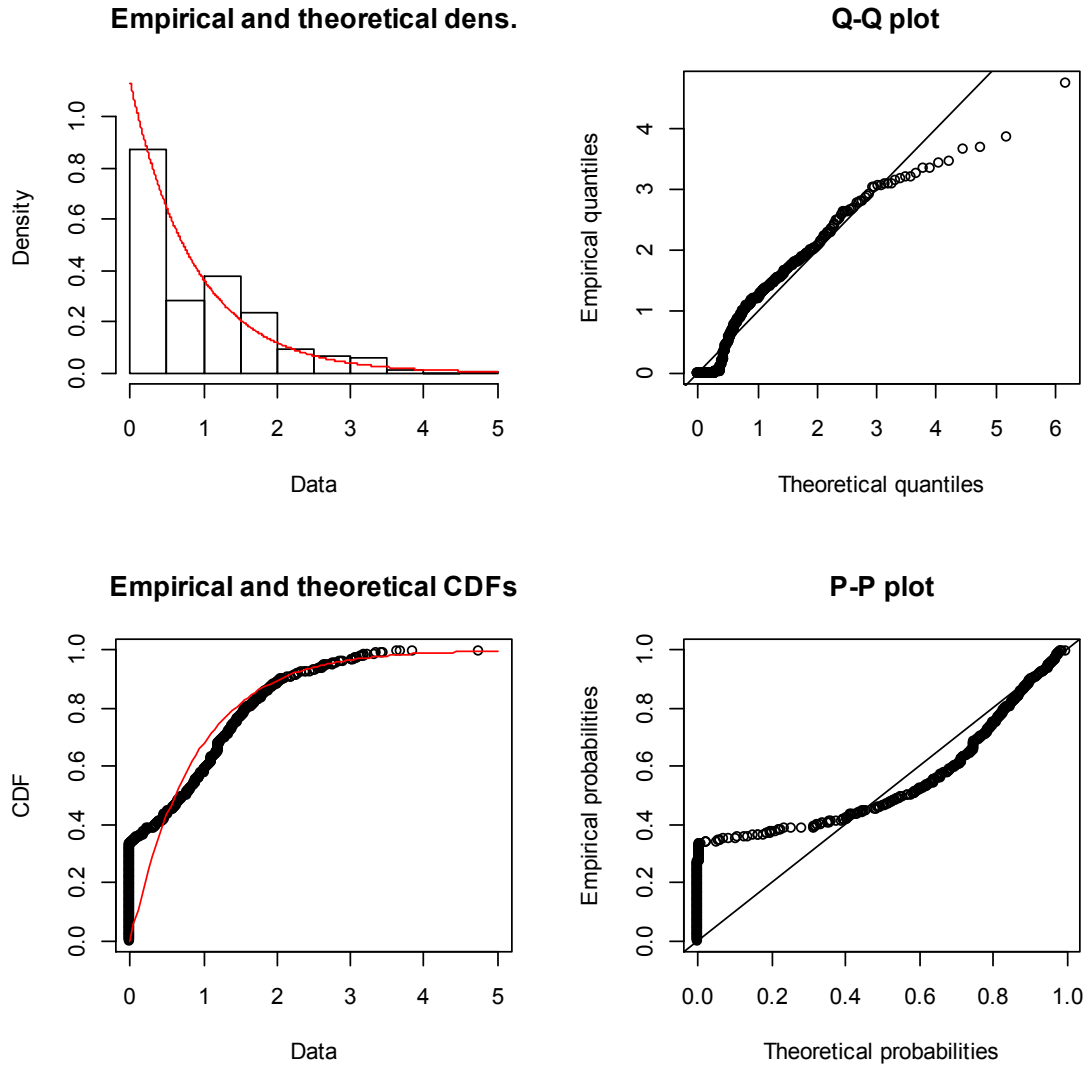 Empirical and theoretical dens.
Density
0.0 0.2 0.4 0.6 0.8 1.0
0 1 2 3 4 5
Data
Q-Q plot
Empirical quantiles
0 1 2 3 4
0 1 2 3 4 5 6
Theoretical quantiles
Empirical and theoretical CDFs
CDF
0.0 0.2 0.4 0.6 0.8 1.0
0 1 2 3 4 5
Data
P-P plot
Empirical probabilities
0.0 0.2 0.4 0.6 0.8 1.0
0.0 0.2 0.4 0.6 0.8 1.0
Theoretical probabilities